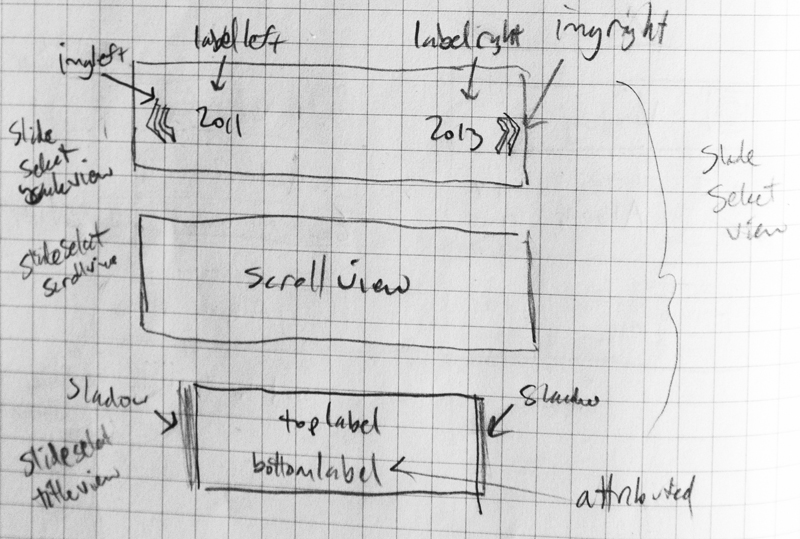 imgleft
labelleft
labelright
imgright
2011
2013
Slide
Select
view
Slide
Select
view
Slideselect
scrollview
Scroll view
Shadow
Shadow
toplabel
bottomlabel
Slideselect
titleview
attributed